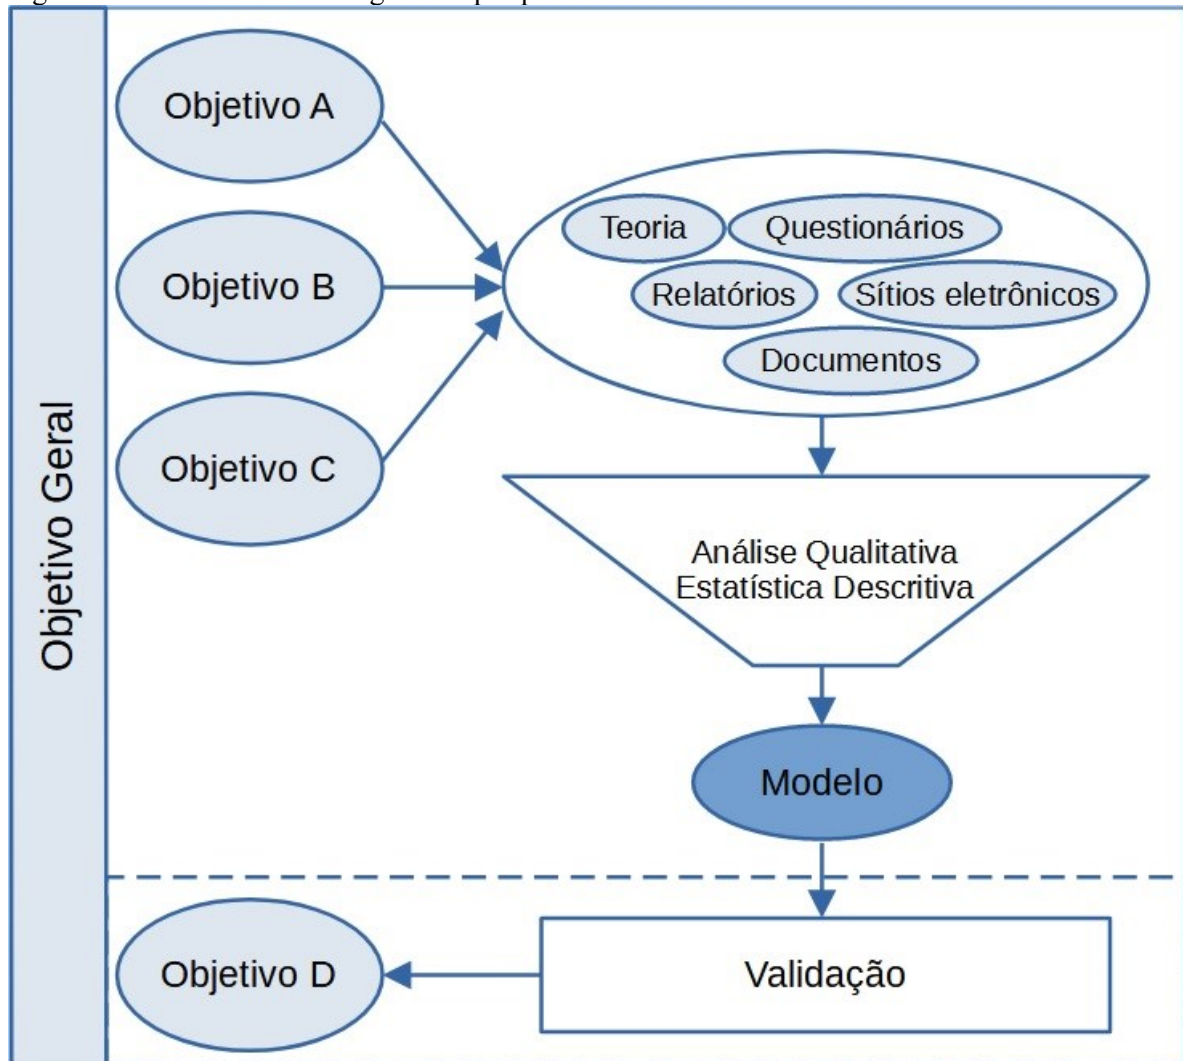 Objetivo Geral
Objetivo A
Objetivo B
Objetivo C
Teoria
Questionários
Relatórios
Sítios eletrônicos
Documentos
Análise Qualitativa
Estatística Descritiva
Modelo
Objetivo D
Validação